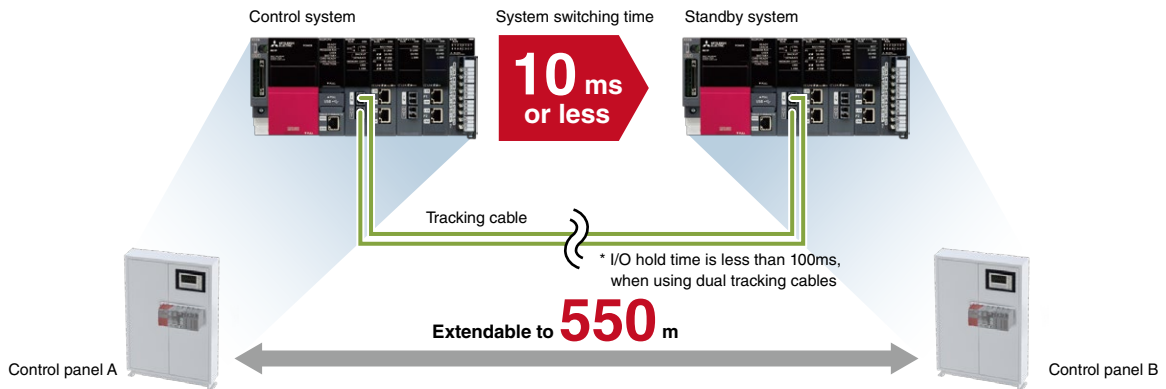 Control system
System switching time
Standby system
10 ms
or less
Tracking cable
* I/O hold time is less than 100ms,
when using dual tracking cables
Extendable to 550 m
Control panel A
Control panel B